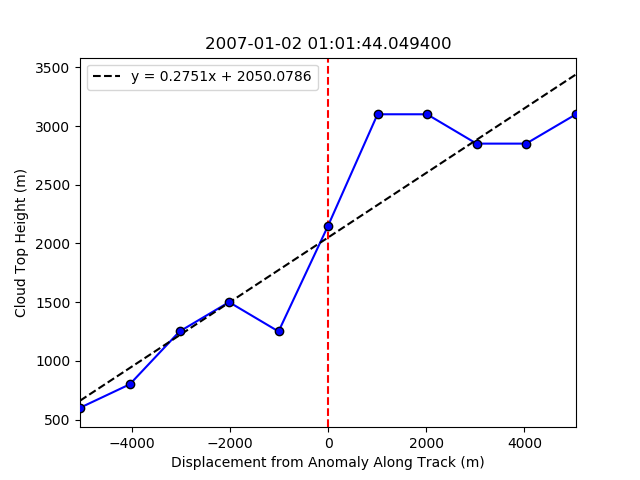 2007-01-02 01:01:44.049400
y = 0.2751x + 2050.0786
3500
3000
2500
2000
1500
1000
500
Cloud Top Height (m)
−4000 −2000 0 2000 4000
Displacement from Anomaly Along Track (m)